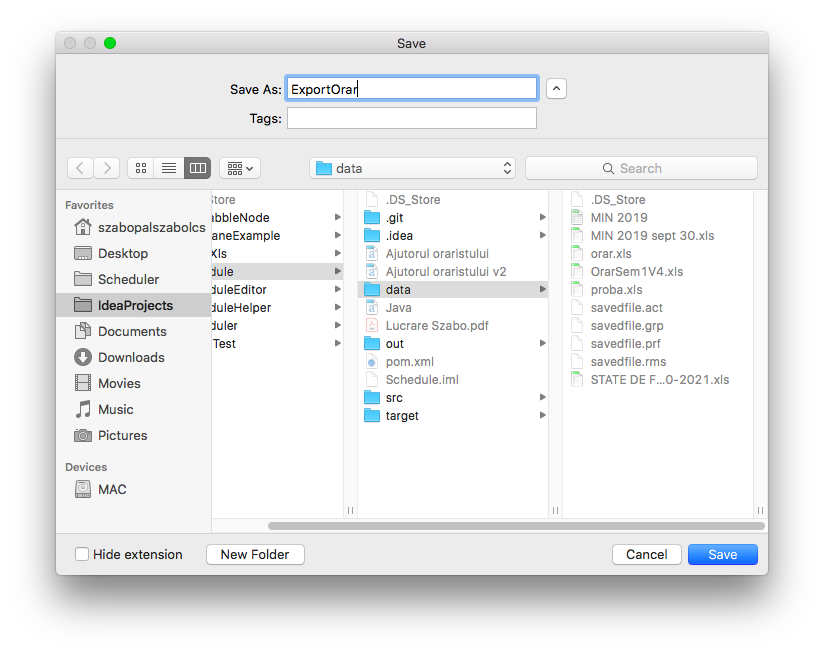 Save
Save As: ExportOrar
Tags:
data
Search
Favorites
szabopalszabolcs
Desktop
Scheduler
IdeaProjects
Documents
Downloads
Movies
Music
Pictures
Devices
MAC
Store
bbleNode
aneExample
Xls
dule
duleEditor
duleHelper
duler
Test
.DS_Store
.git
.idea
Ajutorul oraristului
Ajutorul oraristului v2
data
Java
Lucrare Szabo.pdf
out
pom.xml
Schedule.iml
src
target
.DS_Store
MIN 2019
MIN 2019 sept 30.xls
orar.xls
OrarSem1V4.xls
proba.xls
savedfile.act
savedfile.grp
savedfile.prf
savedfile.rms
STATE DE F...0-2021.xls
Hide extension
New Folder
Cancel
Save